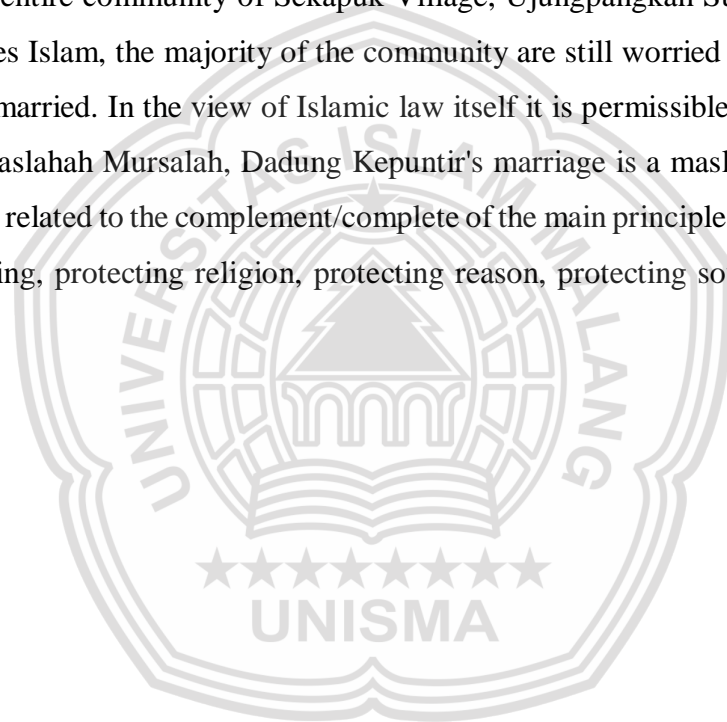 entire community of Sekapuk Village, Ujungpangkah
es Islam, the majority of the community are still worried
married. In the view of Islamic law itself it is permissible
aslahah Mursalah, Dadung Kepuntir's marriage is a
related to the complement/complete of the main principle
ing, protecting religion, protecting reason, protecting
UNIVERSITAS ISLAM MALANG
UNISMA